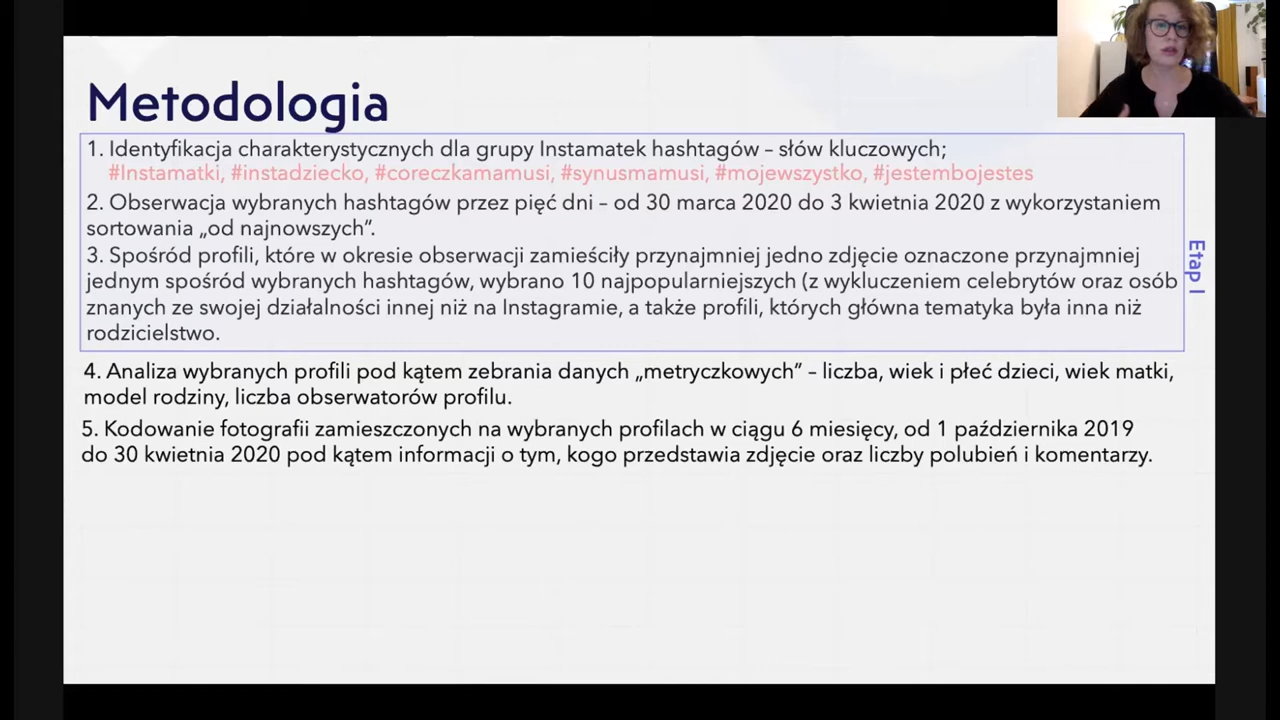 Metodologia
1. Identyfikacja charakterystycznych dla grupy Instamatek hashtagów – słów kluczowych;
#Instamatki, #instadziecko, #coreczkamamusi, #synusmamusi, #mojewszystko, #jestembojestes
2. Obserwacja wybranych hashtagów przez pięć dni – od 30 marca 2020 do 3 kwietnia 2020 z wykorzystaniem
sortowania „od najnowszych”.
3. Spośród profili, które w okresie obserwacji zamieściły przynajmniej jedno zdjęcie oznaczone przynajmniej
jednym spośród wybranych hashtagów, wybrano 10 najpopularniejszych (z wykluczeniem celebrytów oraz osób
znanych ze swojej działalności innej niż na Instagramie, a także profili, których główna tematyka była inna niż
rodzicielstwo.
Etap I
4. Analiza wybranych profili pod kątem zebrania danych „metryczkowych” – liczba, wiek i płeć dzieci, wiek matki,
model rodziny, liczba obserwatorów profilu.
5. Kodowanie fotografii zamieszczonych na wybranych profilach w ciągu 6 miesięcy, od 1 października 2019
do 30 kwietnia 2020 pod kątem informacji o tym, kogo przedstawia zdjęcie oraz liczby polubień i komentarzy.